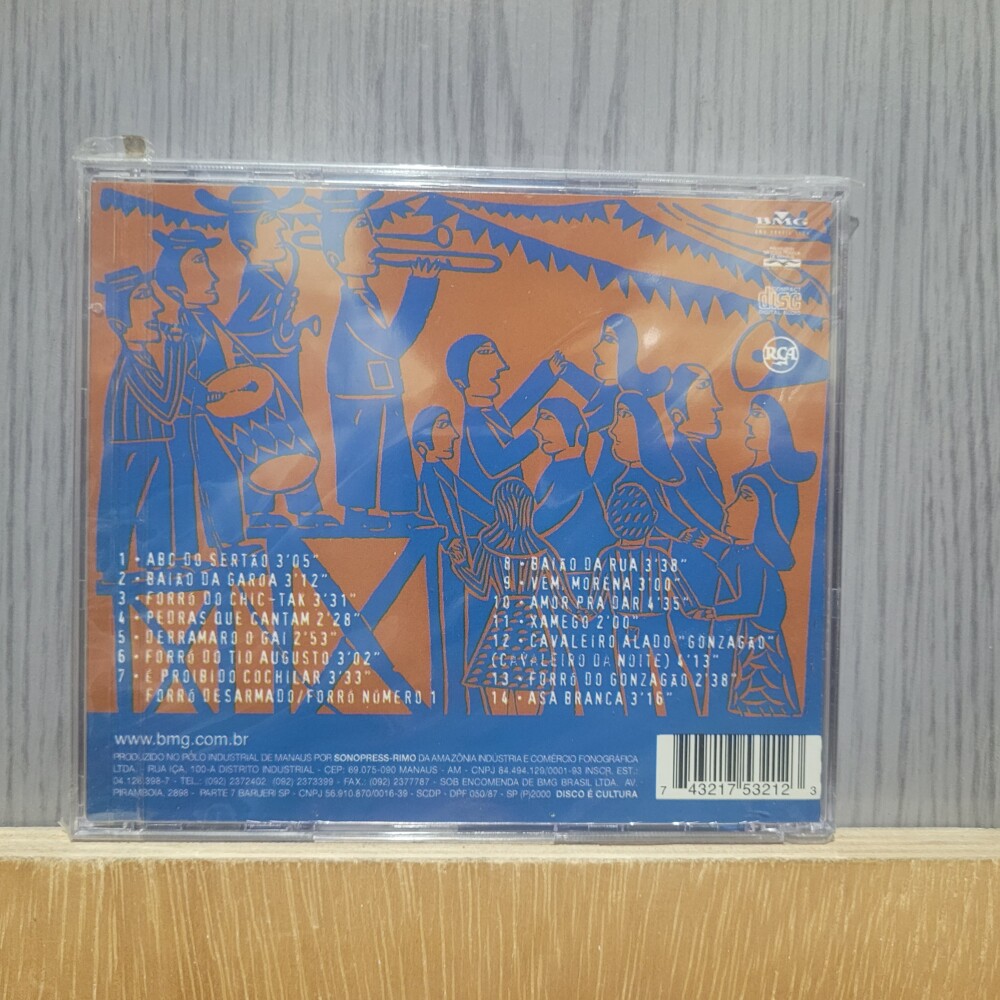 BMG
COMPACT
disc
DIGITAL AUDIO
RCA
1 • ABC DO SERTÃO 3'05"
2 • BAIÃO DA GAROA 3'12"
3 • FORRÓ DO CHIC-TAK 3'31"
4 • PEDRAS QUE CANTAM 2'28"
5 • DERRAMARO O GAI 2'53"
6 • FORRÓ DO TIO AUGUSTO 3'02"
7 • É PROIBIDO COCHILAR 3'33"
FORRÓ DESARMADO/FORRÓ NÚMERO 1
8 • BAIÃO DA RUA 3'38"
9 • VEM, MORENA 3'00"
10 • AMOR PRA DAR 4'35"
11 • XAMEGO 2'00"
12 • CAVALEIRO ALADO "GONZAGÃO"
(CAVALEIRO DA NOITE) 4'13"
13 • FORRÓ DO GONZAGÃO 2'38"
14 • ASA BRANCA 3'16"
www.bmg.com.br
PRODUZIDO NO PÓLO INDUSTRIAL DE MANAUS POR SONOPRESS-RIMO DA AMAZÔNIA INDÚSTRIA E COMÉRCIO FONOGRÁFICA
LTDA. RUA IÇA, 100-A DISTRITO INDUSTRIAL - CEP: 69.075-090 MANAUS - AM - CNPJ 84.494.129/0001-93 INSCR. EST.:
04.126.398-7 - TEL.: (092) 2372402 (092) 2373399 - FAX.: (092) 2377787 - SOB ENCOMENDA DE BMG BRASIL LTDA. AV.
PIRAMBÓIA, 2898 - PARTE 7 BARUERI SP - CNPJ 56.910.870/0016-39 - SCDP - DPF 050/87 - SP (P)2000 DISCO É CULTURA
7 43217 53212 3